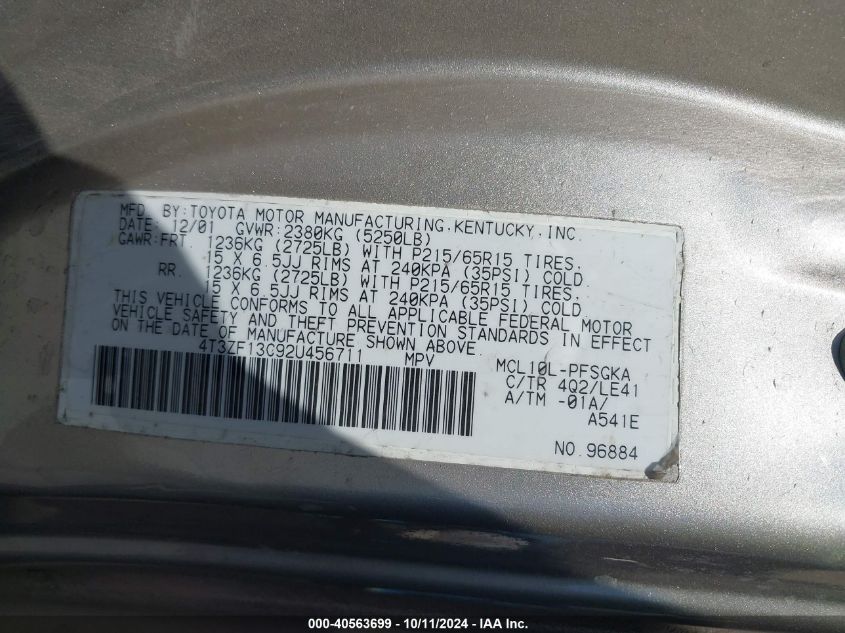 MFD. BY:TOYOTA MOTOR MANUFACTURING.KENTUCKY,INC.
DATE. 12/01 GVWR:2380KG (5250LB)
GAWR:FRT. 1236KG (2725LB) WITH P215/65R15 TIRES.
15 X 6.5JJ RIMS AT 240KPA (35PSI) COLD.
RR. 1236KG (2725LB) WITH P215/65R15 TIRES.
15 X 6.5JJ RIMS AT 240KPA (35PSI) COLD.
THIS VEHICLE CONFORMS TO ALL APPLICABLE FEDERAL MOTOR
VEHICLE SAFETY AND THEFT PREVENTION STANDARDS IN EFFECT
ON THE DATE OF MANUFACTURE SHOWN ABOVE.
4T3ZF13C92U456711 MPV
MCL10L-PFSGKA
C/TR 4Q2/LE41
A/TM -01A/
A541E
NO.96884
000-40563699 - 10/11/2024 - IAA Inc.